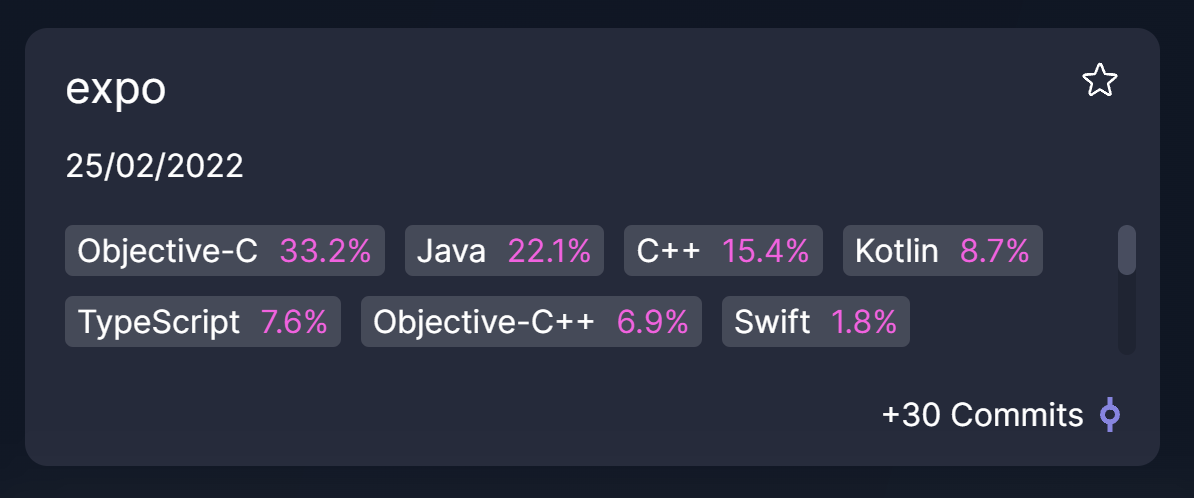 expo
25/02/2022
Objective-C 33.2% Java 22.1% C++ 15.4% Kotlin 8.7%
TypeScript 7.6% Objective-C++ 6.9% Swift 1.8%
+30 Commits